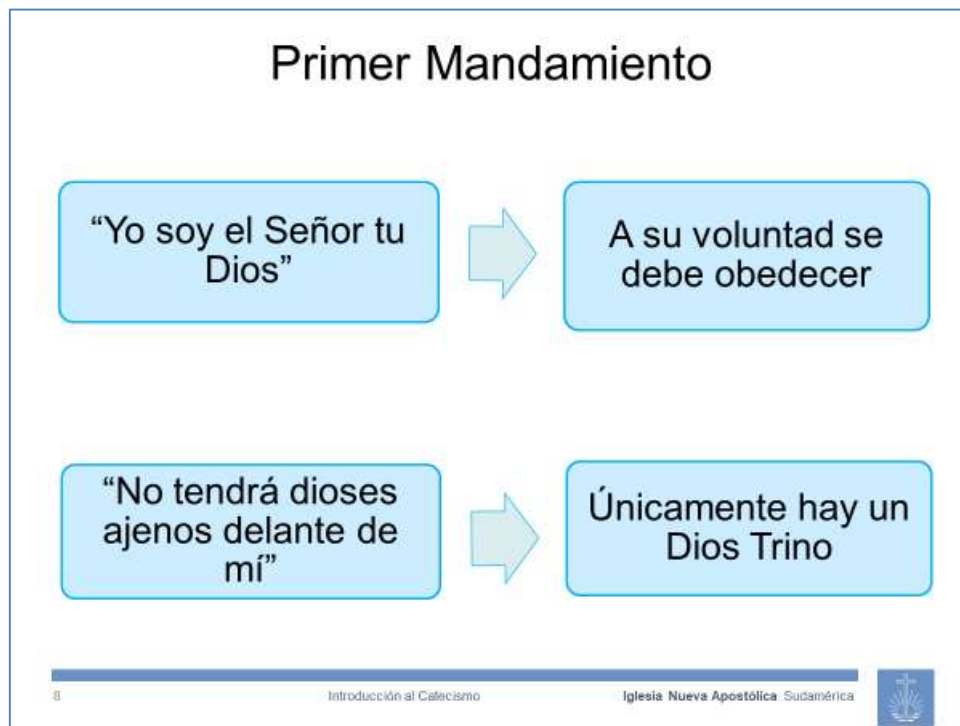 Primer Mandamiento
“Yo soy el Señor tu
Dios”
A su voluntad se
debe obedecer
“No tendrá dioses
ajenos delante de
mí”
Únicamente hay un
Dios Trino
8
Introducción al Catecismo
Iglesia Nueva Apostólica Sudamérica